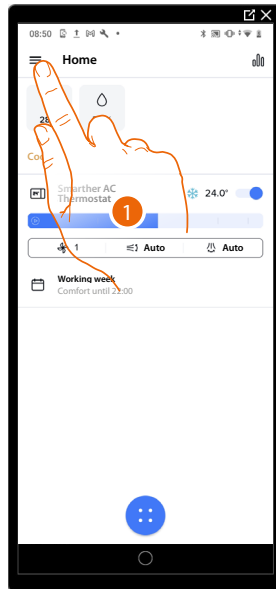 08:50
Home
28
Co
Smarther AC
Thermostat
24.0°
1
1
Auto
Auto
Working week
Comfort until 22:00